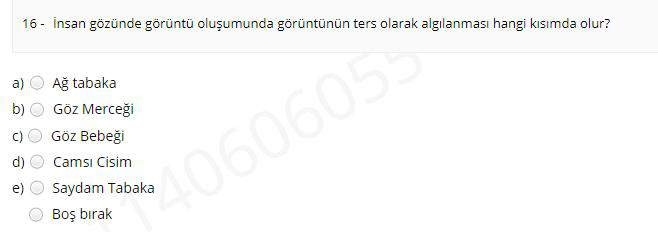 16 - İnsan gözünde görüntü oluşumunda görüntünün ters olarak algılanması hangi kısımda olur?
a) Ağ tabaka
b) Göz Merceği
c) Göz Bebeği
d) Camsı Cisim
e) Saydam Tabaka
Boş bırak